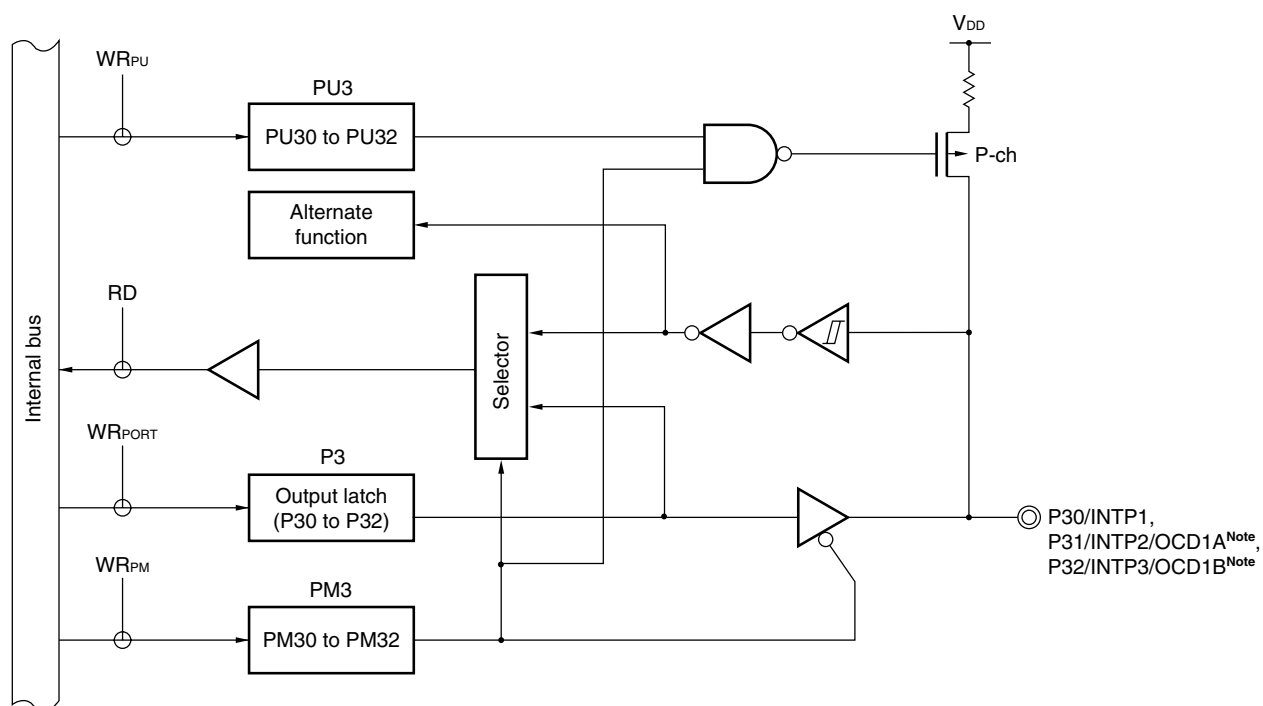 VDD
WRPU
PU3
PU30 to PU32
P-ch
Alternate
function
RD
Internal bus
Selector
WRPORT
P3
Output latch
(P30 to P32)
P30/INTP1,
P31/INTP2/OCD1ANote,
P32/INTP3/OCD1BNote
WRPM
PM3
PM30 to PM32